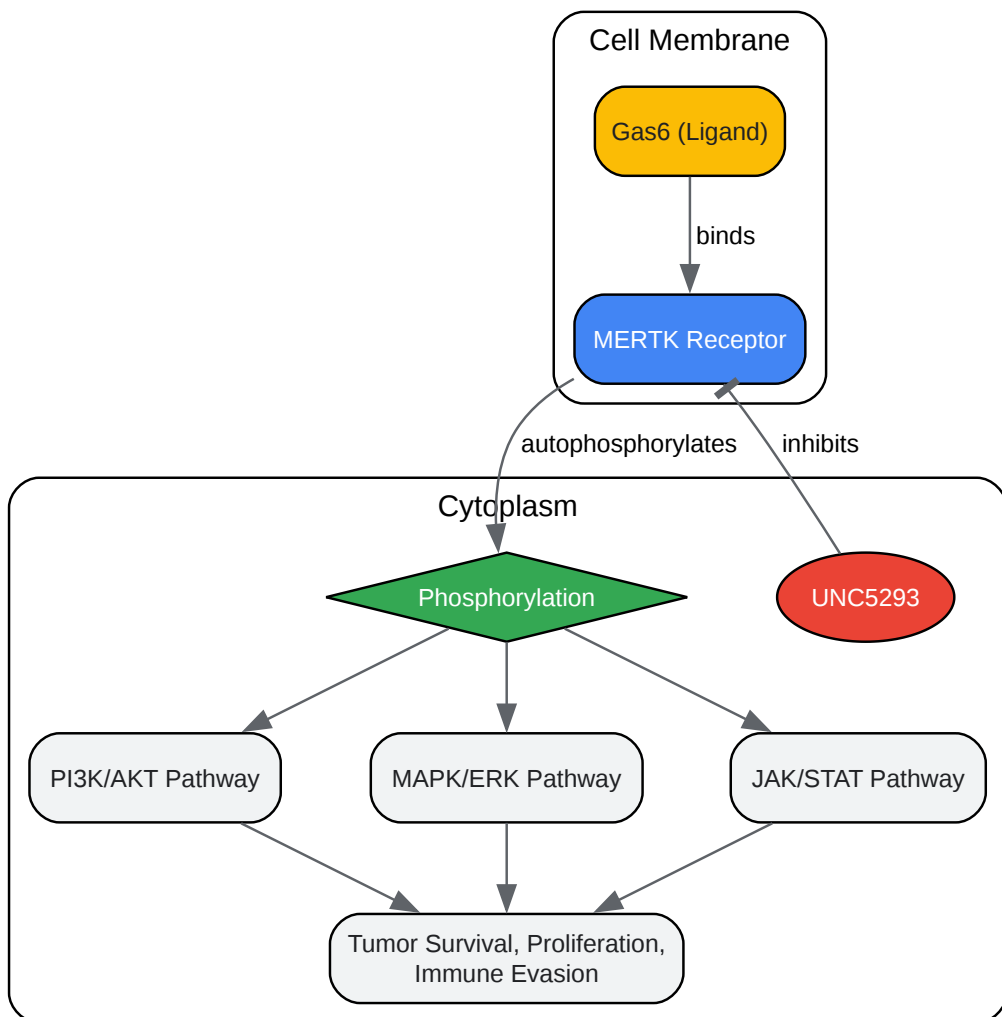 Cell Membrane
Gas6 (Ligand)
binds
MERTK Receptor
autophosphorylates
inhibits
Cytoplasm
Phosphorylation
UNC5293
PI3K/AKT Pathway
MAPK/ERK Pathway
JAK/STAT Pathway
Tumor Survival, Proliferation,
Immune Evasion